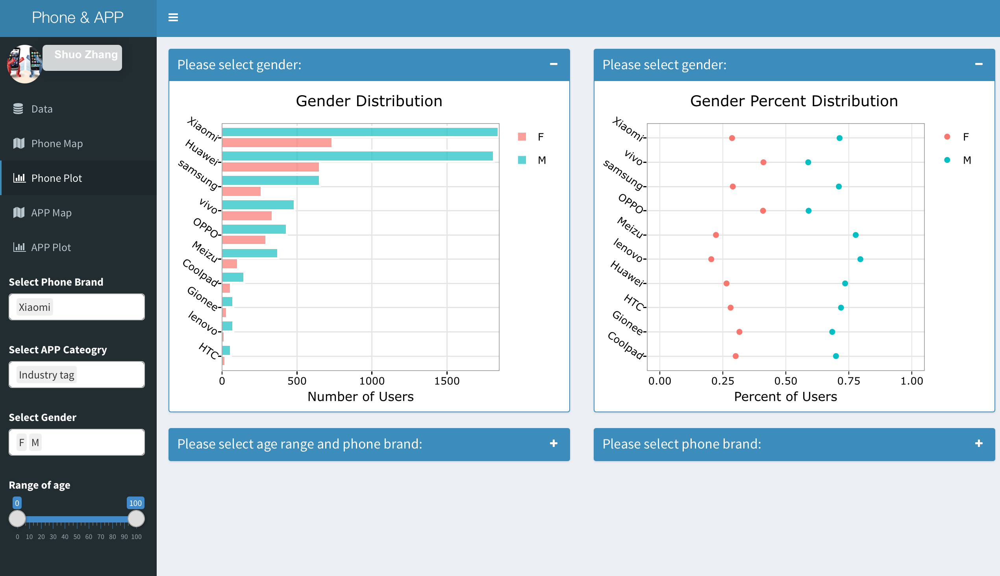 Phone & APP
Shuo Zhang
Data
Phone Map
Phone Plot
APP Map
APP Plot
Select Phone Brand
Xiaomi
Select APP Cateogry
Industry tag
Select Gender
F M
Range of age
0 100
0 10 20 30 40 50 60 70 80 90 100
Please select gender:
Gender Distribution
Xiaomi
Huawei
samsung
vivo
OPPO
Meizu
Coolpad
Gionee
lenovo
HTC
F
M
0 500 1000 1500
Number of Users
Please select gender:
Gender Percent Distribution
Xiaomi
vivo
samsung
OPPO
Meizu
lenovo
Huawei
HTC
Gionee
Coolpad
F
M
0.00 0.25 0.50 0.75 1.00
Percent of Users
Please select age range and phone brand:
Please select phone brand: